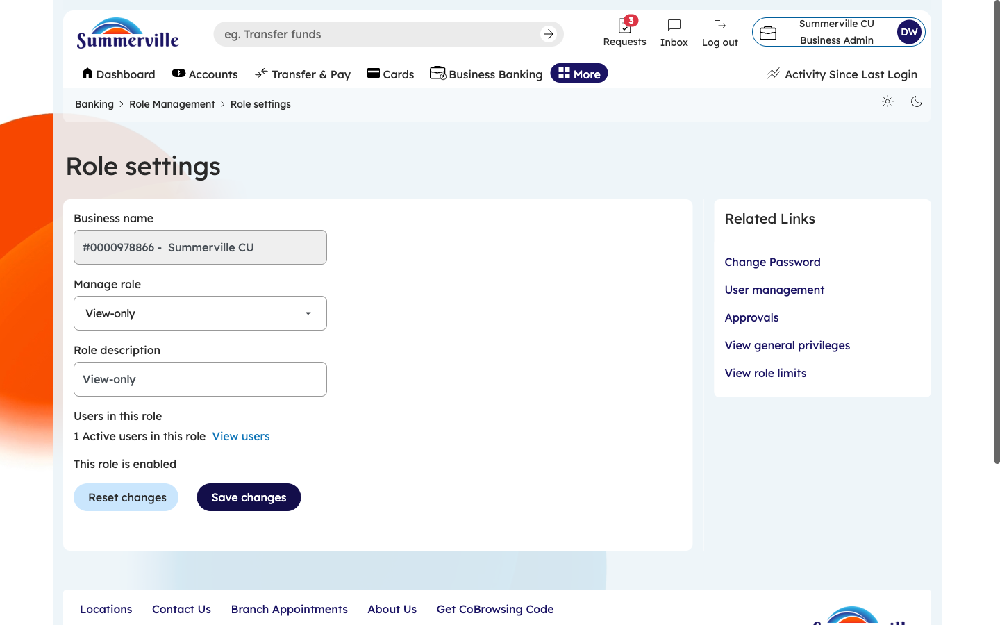 Summerville
eg. Transfer funds
3
Requests
Inbox
Log out
Summerville CU
Business Admin
DW
Dashboard
Accounts
Transfer & Pay
Cards
Business Banking
More
Activity Since Last Login
Banking > Role Management > Role settings
Role settings
Business name
#0000978866 - Summerville CU
Manage role
View-only
Role description
View-only
Users in this role
1 Active users in this role View users
This role is enabled
Reset changes
Save changes
Related Links
Change Password
User management
Approvals
View general privileges
View role limits
Locations
Contact Us
Branch Appointments
About Us
Get CoBrowsing Code